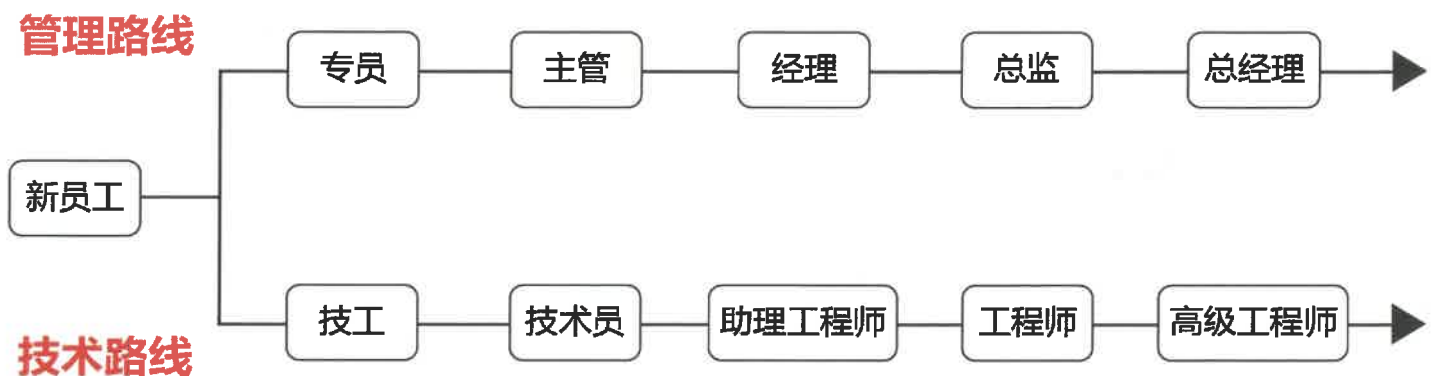 管理路线
专员
主管
经理
总监
总经理
新员工
技工
技术员
助理工程师
工程师
高级工程师
技术路线